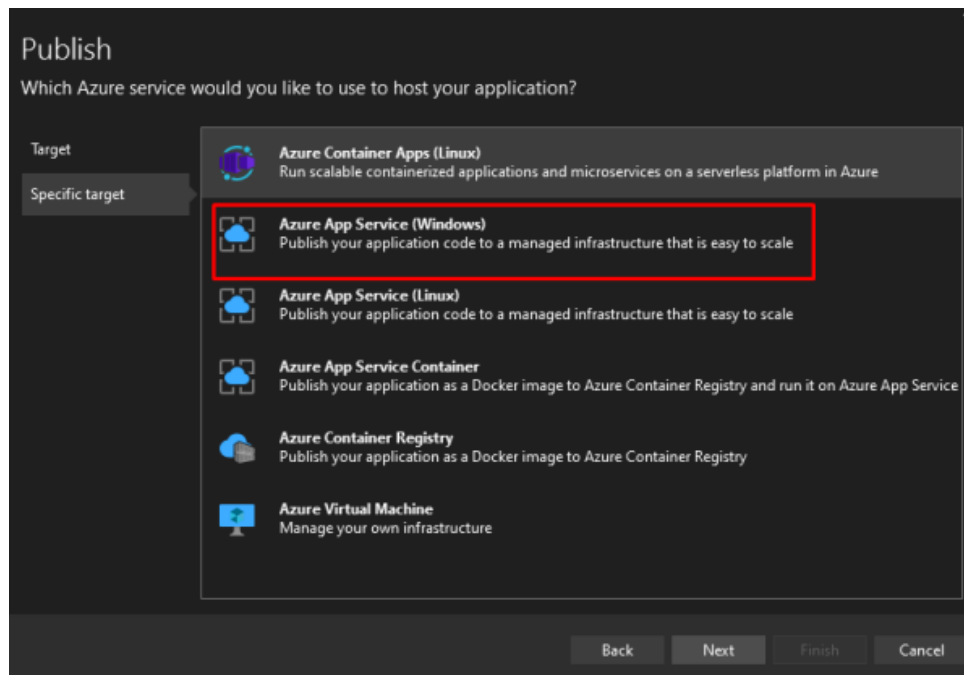 Publish
Which Azure service would you like to use to host your application?
Target
Specific target
Azure Container Apps (Linux)
Run scalable containerized applications and microservices on a serverless platform in Azure
Azure App Service (Windows)
Publish your application code to a managed infrastructure that is easy to scale
Azure App Service (Linux)
Publish your application code to a managed infrastructure that is easy to scale
Azure App Service Container
Publish your application as a Docker image to Azure Container Registry and run it on Azure App Service
Azure Container Registry
Publish your application as a Docker image to Azure Container Registry
Azure Virtual Machine
Manage your own infrastructure
Back Next Finish Cancel